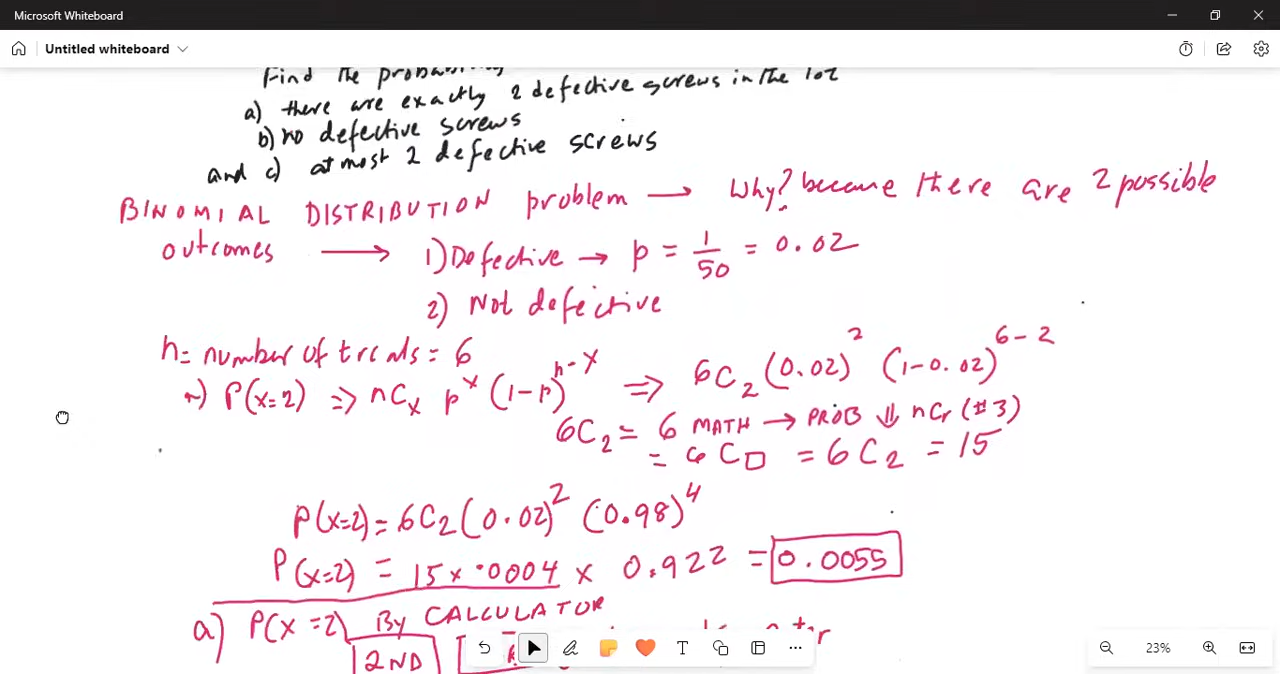 Microsoft Whiteboard
Untitled whiteboard
Find the probability
a) there are exactly 2 defective screws in the lot
b) no defective screws
and c) at most 2 defective screws
BINOMIAL DISTRIBUTION problem → Why? because there are 2 possible
outcomes → 1) Defective → p = 1/50 = 0.02
2) Not defective
n = number of trials = 6
a) P(x=2) ⇒ nCx p^x (1-p)^n-x ⇒ 6C2 (0.02)^2 (1-0.02)^6-2
6C2 = 6 MATH → PROB ⇓ nCr (#3)
= 6 C □ = 6C2 = 15
P(x=2) = 6C2 (0.02)^2 (0.98)^4
P(x=2) = 15 x .0004 x 0.922 = 0.0055
a) P(X=2) By CALCULATOR
2ND
23%